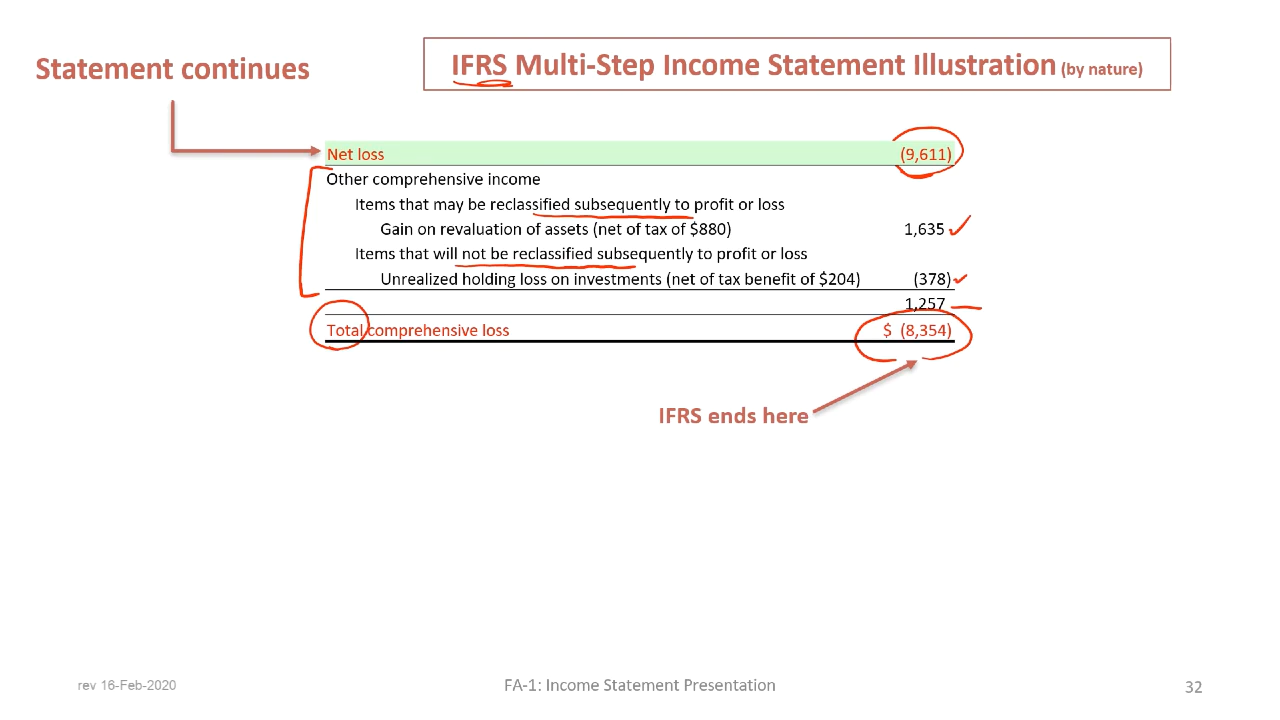 Statement continues
IFRS Multi-Step Income Statement Illustration (by nature)
Net loss (9,611)
Other comprehensive income
Items that may be reclassified subsequently to profit or loss
Gain on revaluation of assets (net of tax of $880) 1,635
Items that will not be reclassified subsequently to profit or loss
Unrealized holding loss on investments (net of tax benefit of $204) (378)
1,257
Total comprehensive loss $ (8,354)
IFRS ends here
rev 16-Feb-2020 FA-1: Income Statement Presentation 32